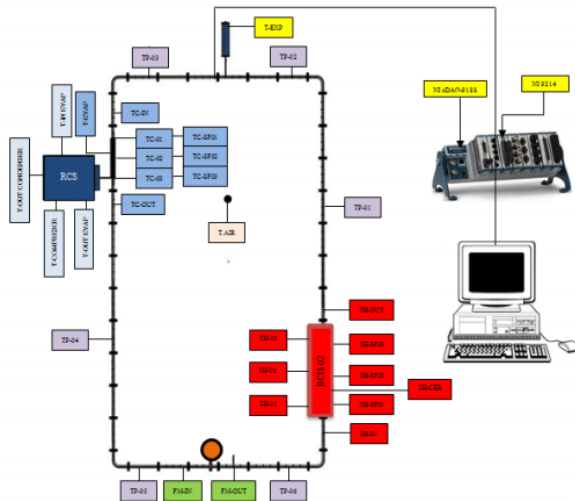 T-EXP
TP-03
TP-02
NI cDAQ-9188
NI 9214
T-IN EVAP
T-EVAP
TC-IN
TC-01
TC-SF01
TC-02
TC-SF02
TC-03
TC-SF03
RCS
T-OUT CONDENSER
T-COMPRESSOR
T-OUT EVAP
TC-OUT
TP-01
T.AIR
TH-OUT
TP-04
TH-03
TH-SF03
HCH-02
TH-02
TH-SF02
TH-01
TH-SF01
TH-IN
TP-05
FM-IN
FM-OUT
TP-06